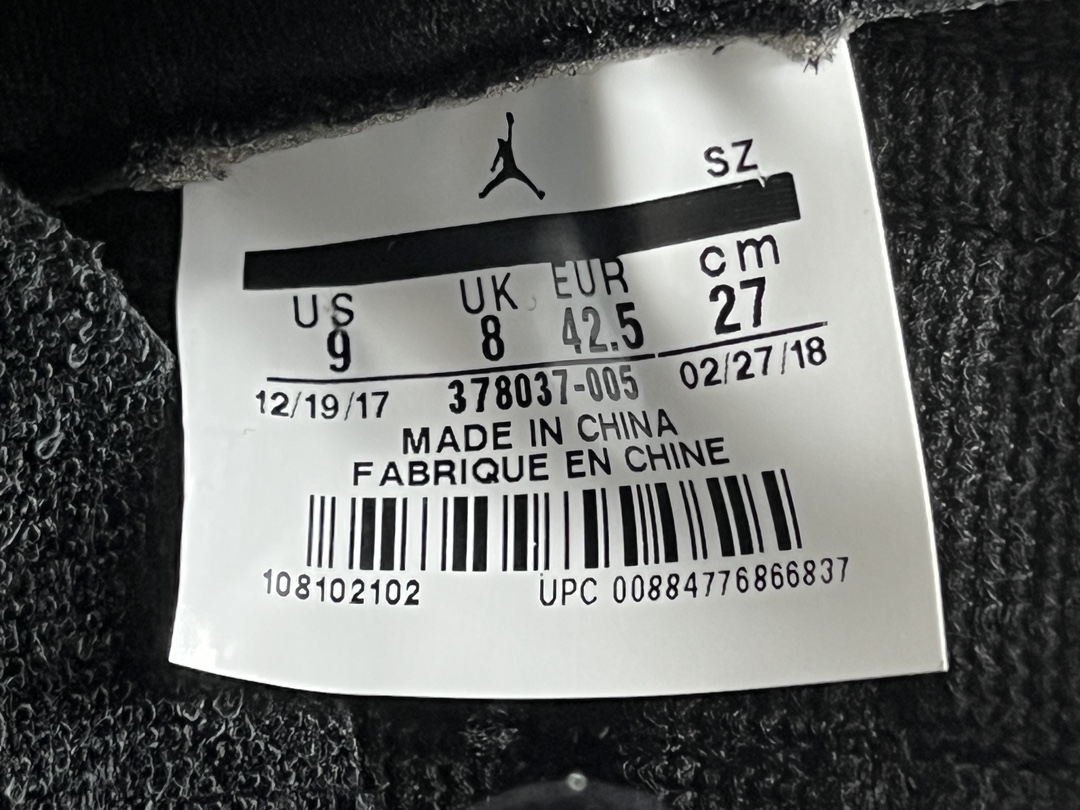 SZ
US UK EUR cm
9 8 42.5 27
12/19/17 378037-005 02/27/18
MADE IN CHINA
FABRIQUE EN CHINE
108102102 UPC 00884776866837